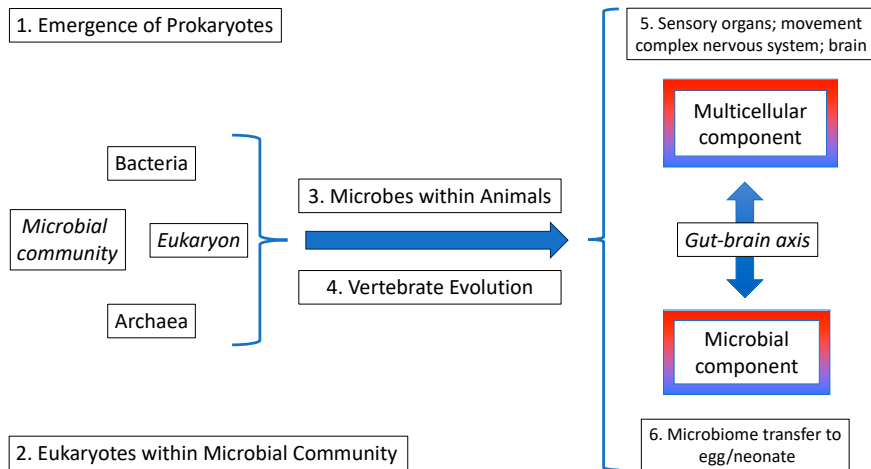 1. Emergence of Prokaryotes
Bacteria
Microbial
community
Eukaryon
Archaea
2. Eukaryotes within Microbial Community
3. Microbes within Animals
4. Vertebrate Evolution
5. Sensory organs; movement
complex nervous system; brain
Multicellular
component
Gut-brain axis
Microbial
component
6. Microbiome transfer to
egg/neonate